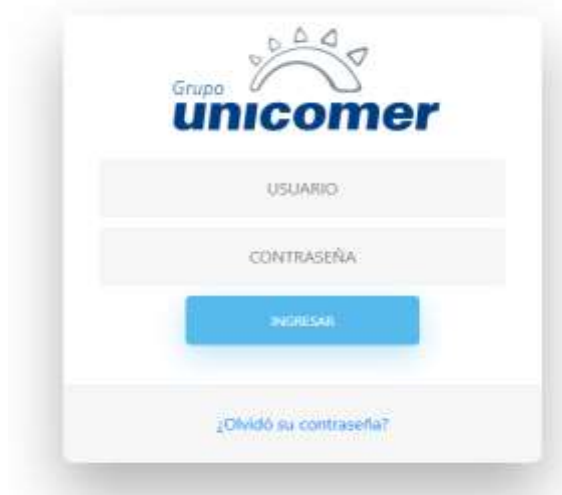 Grupo
unicomer
USUARIO
CONTRASEÑA
INGRESAR
¿Olvidó su contraseña?